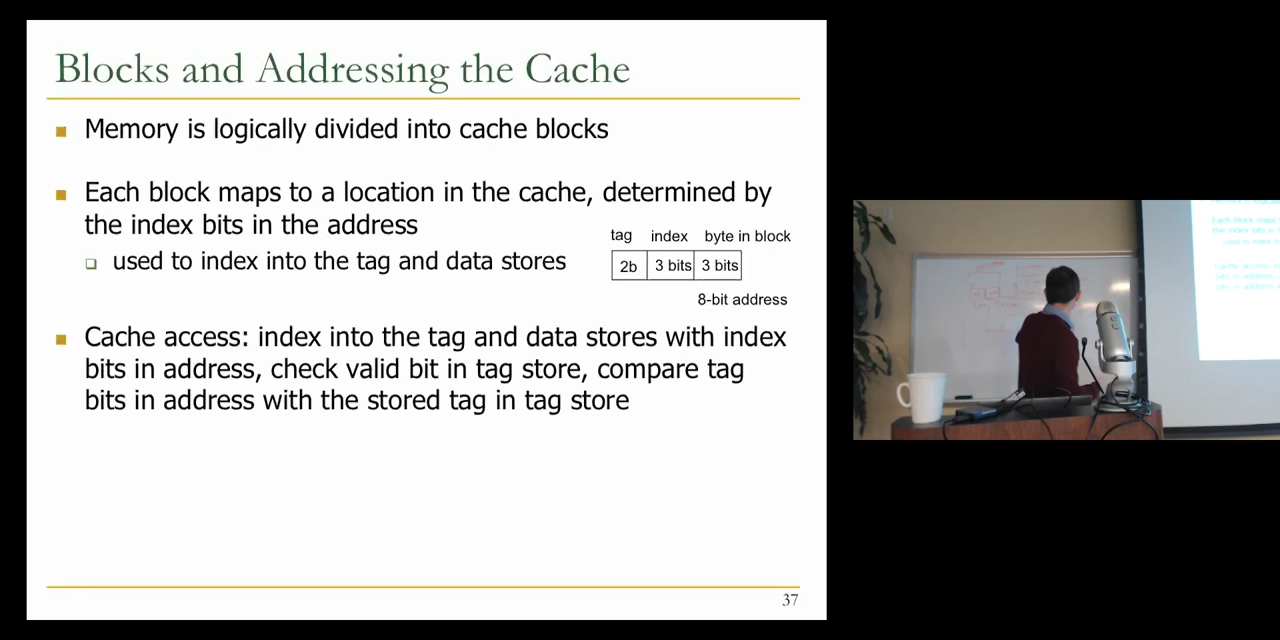 Blocks and Addressing the Cache
Memory is logically divided into cache blocks
Each block maps to a location in the cache, determined by
the index bits in the address
used to index into the tag and data stores
tag index byte in block
2b 3 bits 3 bits
8-bit address
Cache access: index into the tag and data stores with index
bits in address, check valid bit in tag store, compare tag
bits in address with the stored tag in tag store
37